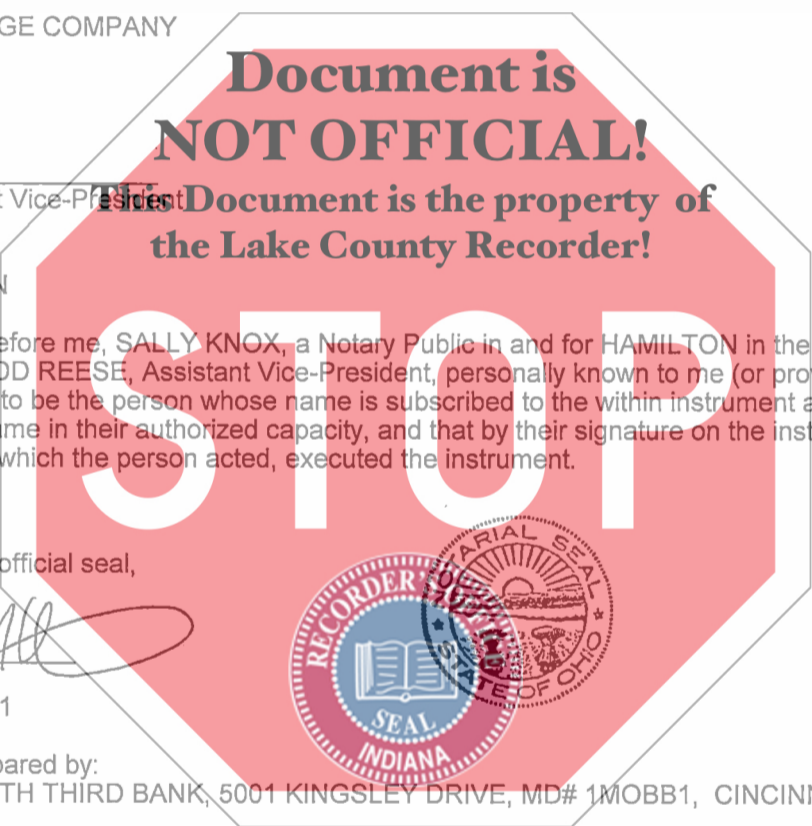 GE COMPANY
Document is
NOT OFFICIAL!
Vice-President
This Document is the property of
the Lake County Recorder!
N
efore me, SALLY KNOX, a Notary Public in and for HAMILTON in the
DD REESE, Assistant Vice-President, personally known to me (or pro
to be the person whose name is subscribed to the within instrument a
me in their authorized capacity, and that by their signature on the inst
which the person acted, executed the instrument.
STOP
official seal,
NOTARIAL SEAL
STATE OF OHIO
RECORDER'S OFFICE
SEAL
INDIANA
1
pared by:
TH THIRD BANK, 5001 KINGSLEY DRIVE, MD# 1MOBB1, CINCINN